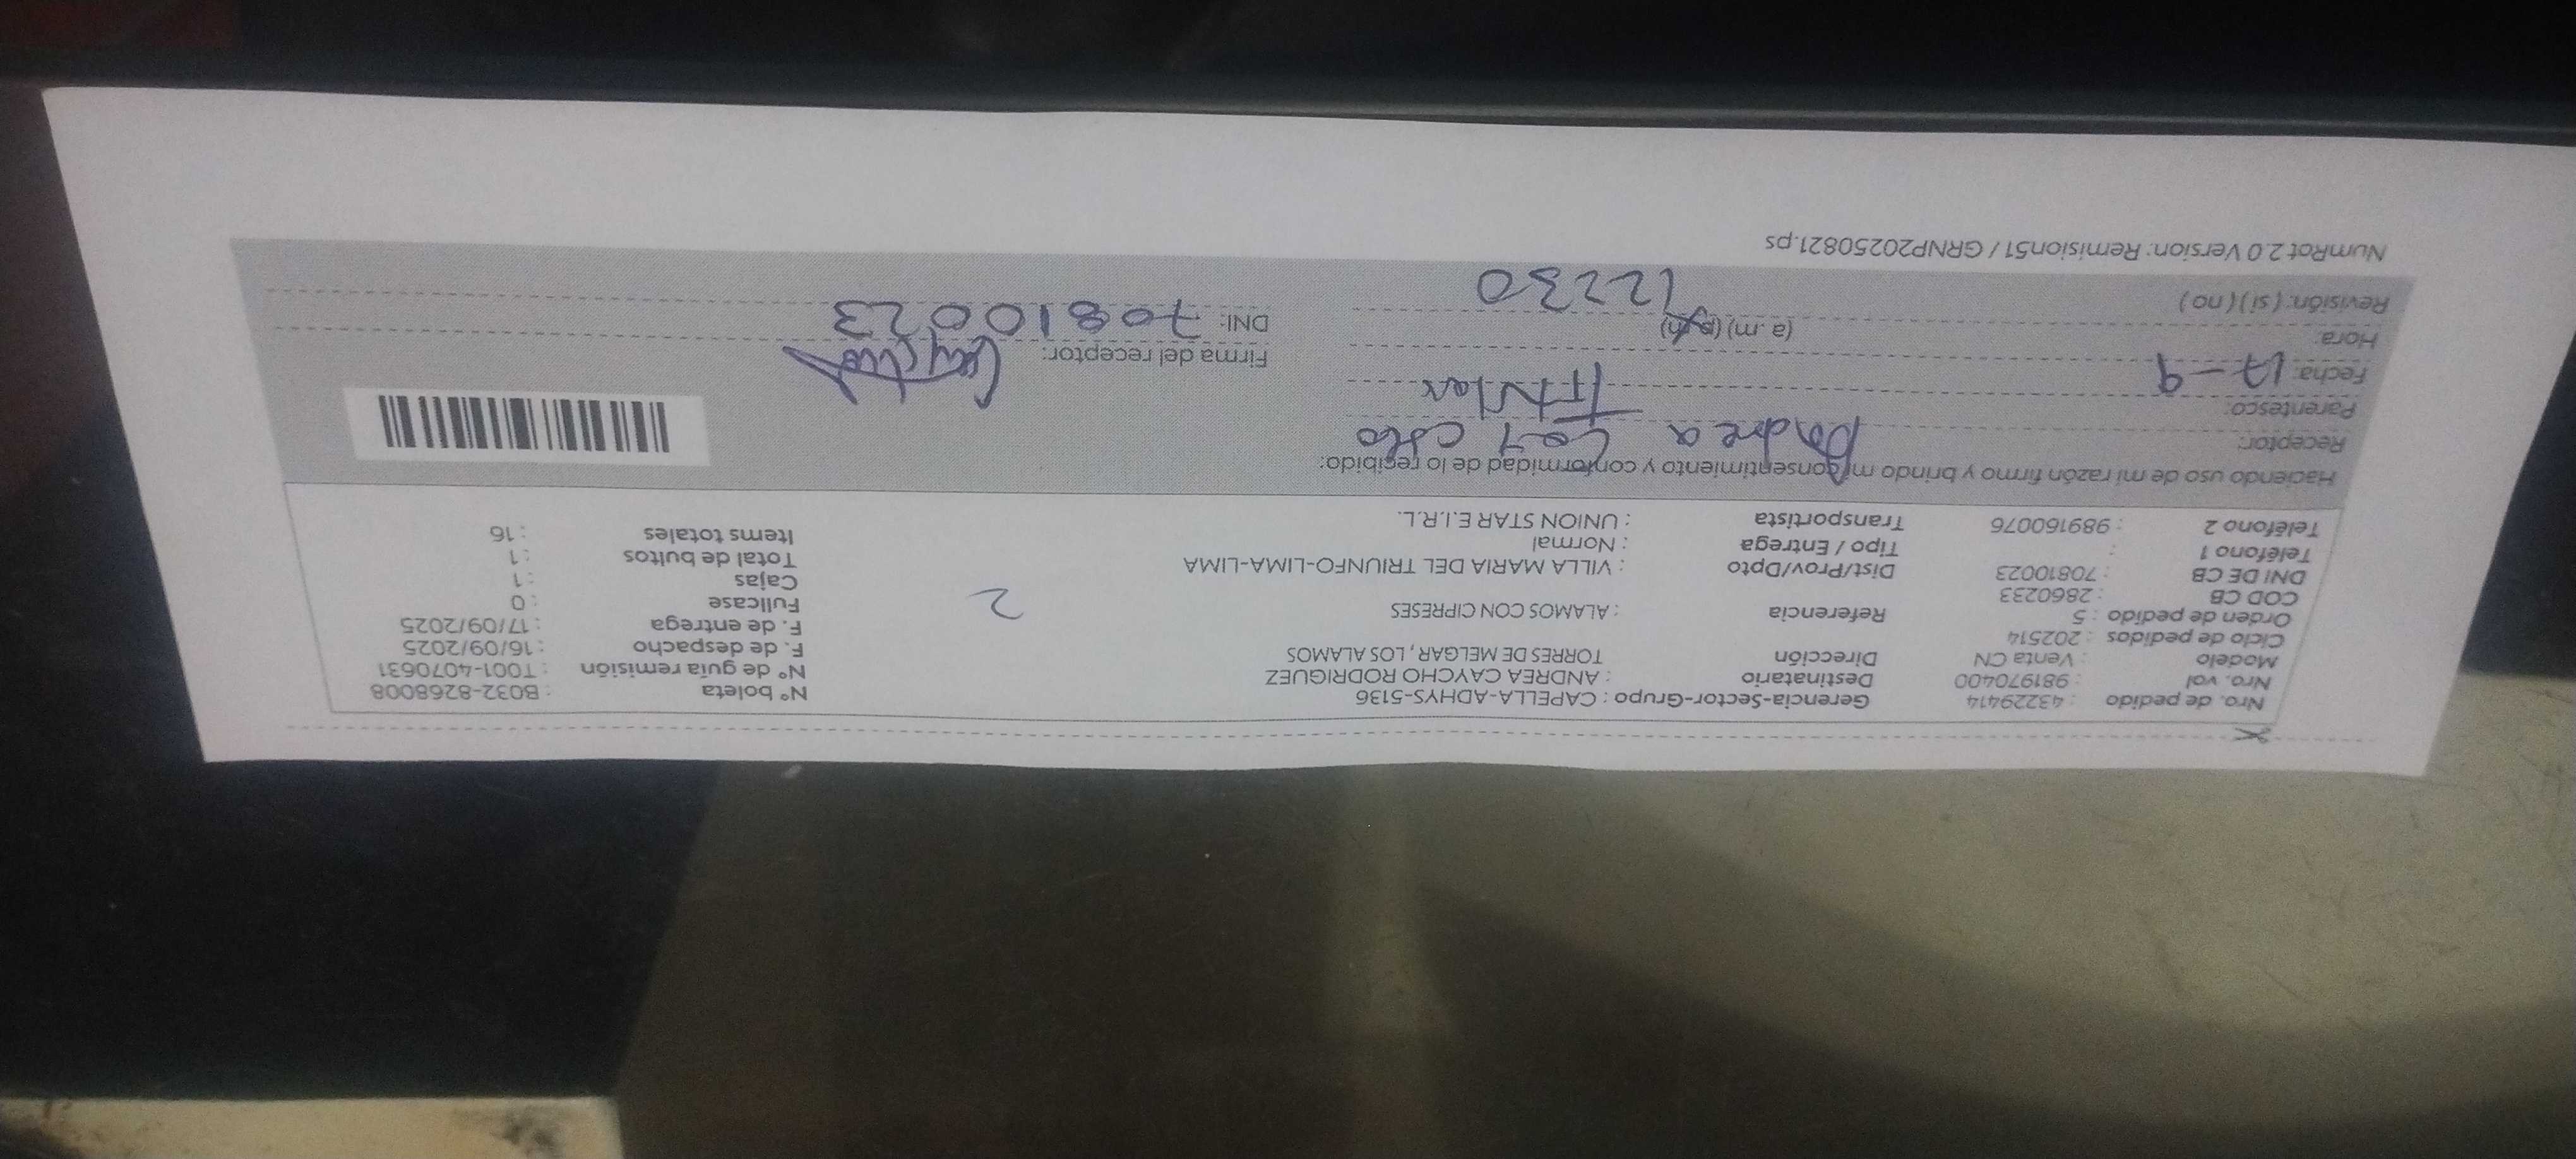 Nro. de pedido : 43229414 Gerencia-Sector-Grupo : CAPELLA-ADHYS-5136 N° boleta : B032-8268008
Nro. vol : 981970400 Destinatario : ANDREA CAYCHO RODRIGUEZ N° de guía remisión : T001-4070631
Modelo : Venta CN Dirección TORRES DE MELGAR, LOS ALAMOS F. de despacho : 16/09/2025
Ciclo de pedidos : 202514 F. de entrega : 17/09/2025
Orden de pedido : 5 Referencia : ALAMOS CON CIPRESES 2 Fullcase : 0
COD CB : 2860233 Cajas : 1
DNI DE CB : 70810023 Dist/Prov/Dpto : VILLA MARIA DEL TRIUNFO-LIMA-LIMA Total de bultos : 1
Teléfono 1 : Tipo / Entrega : Normal Items totales : 16
Teléfono 2 : 989160076 Transportista : UNION STAR E.I.R.L.
Haciendo uso de mi razón firmo y brindo mi consentimiento y conformidad de lo recibido:
Receptor: Andrea Caycho
Parentesco: Titular
Fecha: 17-9 Firma del receptor:
Hora: (a.m) (p.m) 12230 DNI: 70810023
Revisión: (si) (no)
NumRot 2.0 Version: Remision51 / GRNP20250821.ps